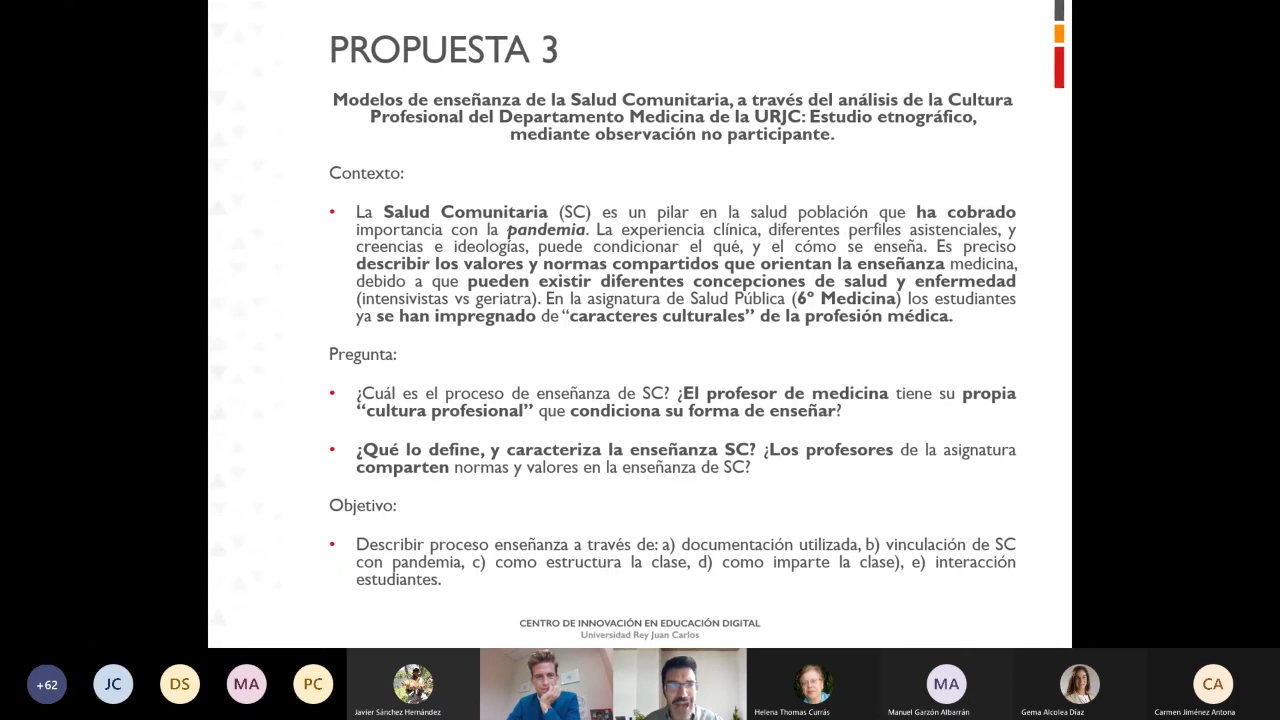 PROPUESTA 3
Modelos de enseñanza de la Salud Comunitaria, a través del análisis de la Cultura
Profesional del Departamento Medicina de la URJC: Estudio etnográfico,
mediante observación no participante.
Contexto:
• La Salud Comunitaria (SC) es un pilar en la salud población que ha cobrado
importancia con la pandemia. La experiencia clínica, diferentes perfiles asistenciales, y
creencias e ideologías, puede condicionar el qué, y el cómo se enseña. Es preciso
describir los valores y normas compartidos que orientan la enseñanza medicina,
debido a que pueden existir diferentes concepciones de salud y enfermedad
(intensivistas vs geriatra). En la asignatura de Salud Pública (6º Medicina) los estudiantes
ya se han impregnado de “caracteres culturales” de la profesión médica.
Pregunta:
• ¿Cuál es el proceso de enseñanza de SC? ¿El profesor de medicina tiene su propia
“cultura profesional” que condiciona su forma de enseñar?
• ¿Qué lo define, y caracteriza la enseñanza SC? ¿Los profesores de la asignatura
comparten normas y valores en la enseñanza de SC?
Objetivo:
• Describir proceso enseñanza a través de: a) documentación utilizada, b) vinculación de SC
con pandemia, c) como estructura la clase, d) como imparte la clase), e) interacción
estudiantes.
CENTRO DE INNOVACIÓN EN EDUCACIÓN DIGITAL
Universidad Rey Juan Carlos
+62 JC DS MA PC MA CA
Javier Sánchez Hernández Helena Thomas Currás Manuel Garzón Albarrán Gema Alcolea Díaz Carmen Jiménez Antona